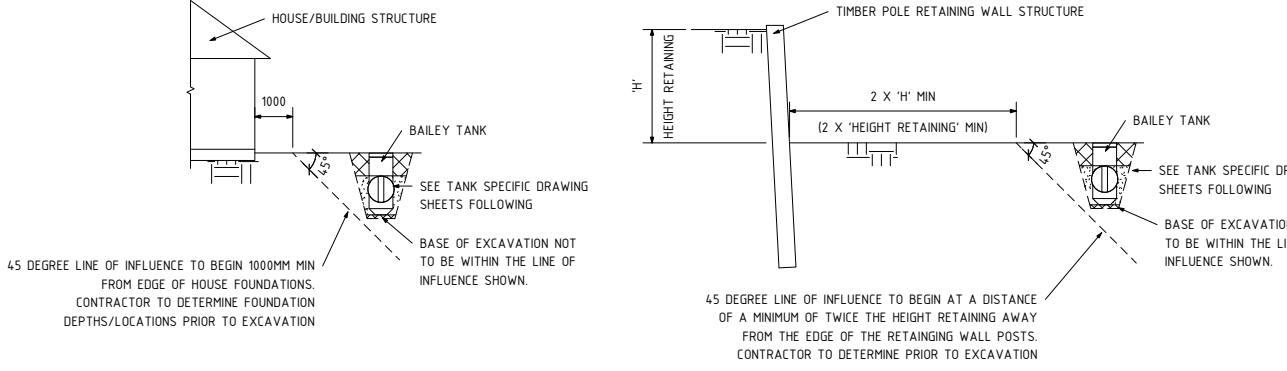 HOUSE/BUILDING STRUCTURE
1000
BAILEY TANK
45°
SEE TANK SPECIFIC DRAWING
SHEETS FOLLOWING
BASE OF EXCAVATION NOT
TO BE WITHIN THE LINE OF
INFLUENCE SHOWN.
45 DEGREE LINE OF INFLUENCE TO BEGIN 1000MM MIN
FROM EDGE OF HOUSE FOUNDATIONS.
CONTRACTOR TO DETERMINE FOUNDATION
DEPTHS/LOCATIONS PRIOR TO EXCAVATION
TIMBER POLE RETAINING WALL STRUCTURE
'H'
HEIGHT RETAINING
2 X 'H' MIN
(2 X 'HEIGHT RETAINING' MIN)
BAILEY TANK
45°
SEE TANK SPECIFIC DR
SHEETS FOLLOWING
BASE OF EXCAVATION
TO BE WITHIN THE LI
INFLUENCE SHOWN.
45 DEGREE LINE OF INFLUENCE TO BEGIN AT A DISTANCE
OF A MINIMUM OF TWICE THE HEIGHT RETAINING AWAY
FROM THE EDGE OF THE RETAINGING WALL POSTS.
CONTRACTOR TO DETERMINE PRIOR TO EXCAVATION